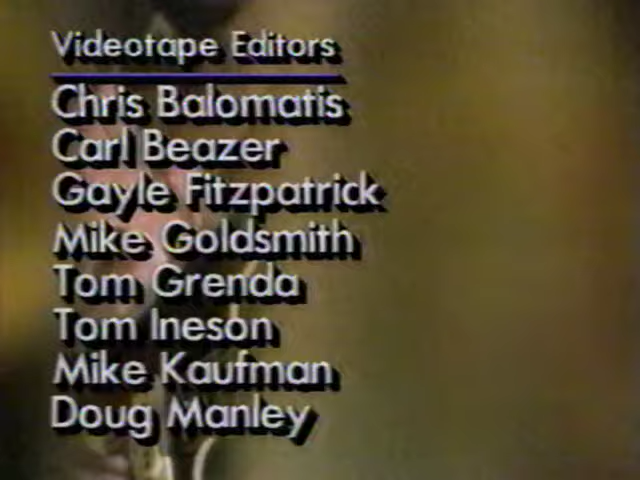 Videotape Editors
Chris Balomatis
Carl Beazer
Gayle Fitzpatrick
Mike Goldsmith
Tom Grenda
Tom Ineson
Mike Kaufman
Doug Manley